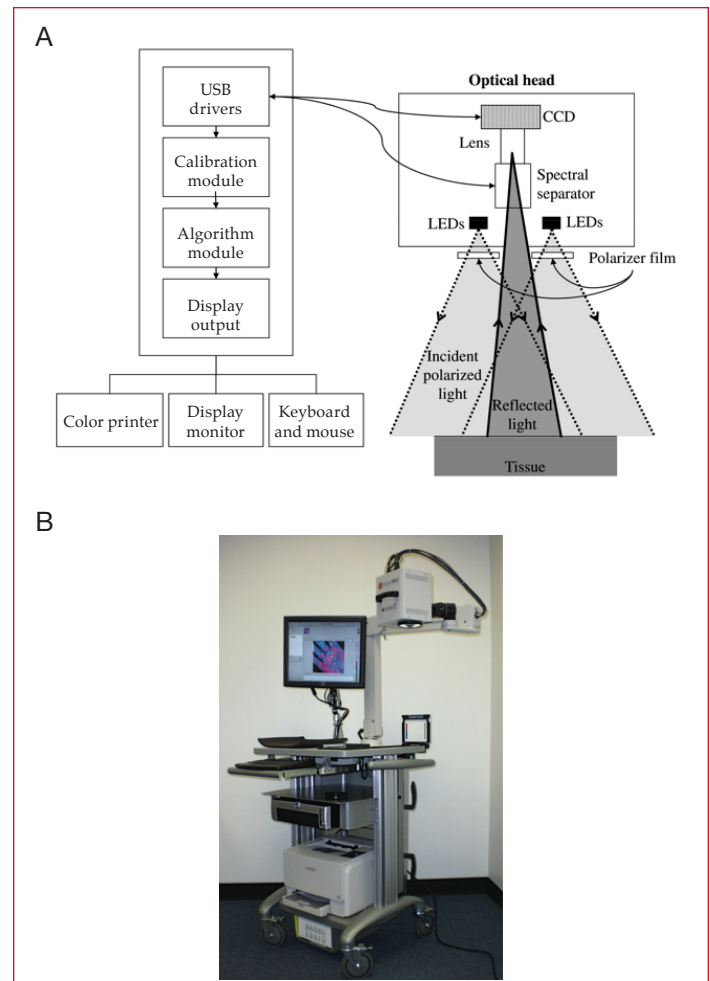 A
USB
drivers
Calibration
module
Algorithm
module
Display
output
Color printer
Display
monitor
Keyboard
and mouse
Optical head
CCD
Lens
Spectral
separator
LEDs
LEDs
Polarizer film
Incident
polarized
light
Reflected
light
Tissue
B